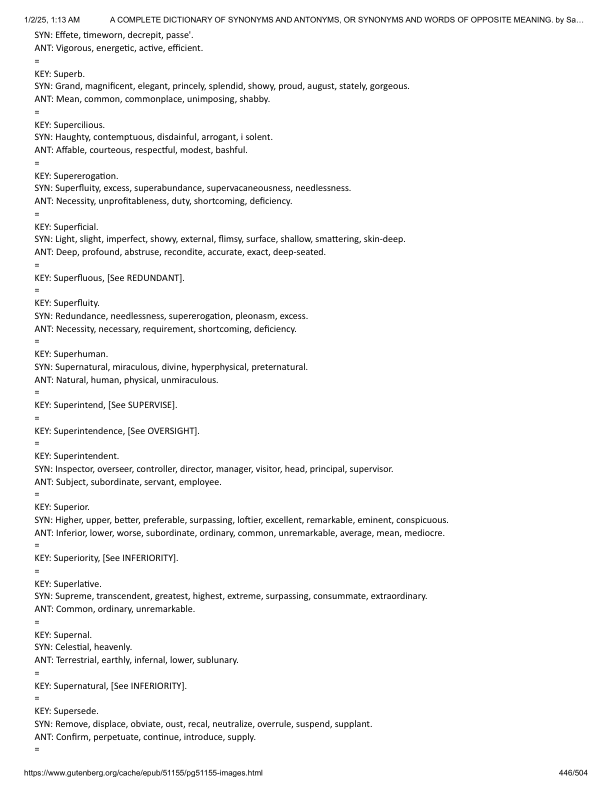 1/2/25, 1:13 AM A COMPLETE DICTIONARY OF SYNONYMS AND ANTONYMS, OR SYNONYMS AND WORDS OF OPPOSITE MEANING. by Sa…
SYN: Effete, timeworn, decrepit, passe'.
ANT: Vigorous, energetic, active, efficient.
=
KEY: Superb.
SYN: Grand, magnificent, elegant, princely, splendid, showy, proud, august, stately, gorgeous.
ANT: Mean, common, commonplace, unimposing, shabby.
=
KEY: Supercilious.
SYN: Haughty, contemptuous, disdainful, arrogant, i solent.
ANT: Affable, courteous, respectful, modest, bashful.
=
KEY: Supererogation.
SYN: Superfluity, excess, superabundance, supervacaneousness, needlessness.
ANT: Necessity, unprofitableness, duty, shortcoming, deficiency.
=
KEY: Superficial.
SYN: Light, slight, imperfect, showy, external, flimsy, surface, shallow, smattering, skin-deep.
ANT: Deep, profound, abstruse, recondite, accurate, exact, deep-seated.
=
KEY: Superfluous, [See REDUNDANT].
=
KEY: Superfluity.
SYN: Redundance, needlessness, supererogation, pleonasm, excess.
ANT: Necessity, necessary, requirement, shortcoming, deficiency.
=
KEY: Superhuman.
SYN: Supernatural, miraculous, divine, hyperphysical, preternatural.
ANT: Natural, human, physical, unmiraculous.
=
KEY: Superintend, [See SUPERVISE].
=
KEY: Superintendence, [See OVERSIGHT].
=
KEY: Superintendent.
SYN: Inspector, overseer, controller, director, manager, visitor, head, principal, supervisor.
ANT: Subject, subordinate, servant, employee.
=
KEY: Superior.
SYN: Higher, upper, better, preferable, surpassing, loftier, excellent, remarkable, eminent, conspicuous.
ANT: Inferior, lower, worse, subordinate, ordinary, common, unremarkable, average, mean, mediocre.
=
KEY: Superiority, [See INFERIORITY].
=
KEY: Superlative.
SYN: Supreme, transcendent, greatest, highest, extreme, surpassing, consummate, extraordinary.
ANT: Common, ordinary, unremarkable.
=
KEY: Supernal.
SYN: Celestial, heavenly.
ANT: Terrestrial, earthly, infernal, lower, sublunary.
=
KEY: Supernatural, [See INFERIORITY].
=
KEY: Supersede.
SYN: Remove, displace, obviate, oust, recal, neutralize, overrule, suspend, supplant.
ANT: Confirm, perpetuate, continue, introduce, supply.
=
https://www.gutenberg.org/cache/epub/51155/pg51155-images.html 446/504